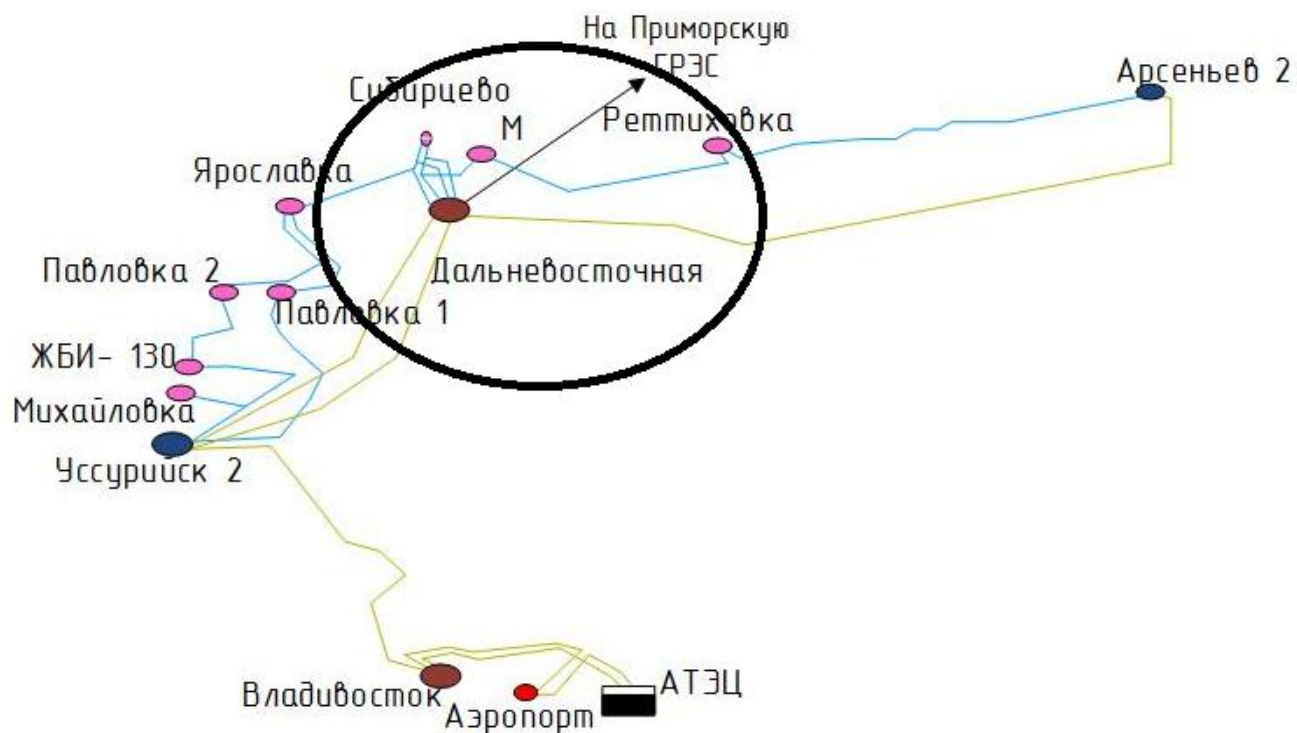 На Приморскую
ГРЭС
Арсеньев 2
Сибирцево
М
Реттиховка
Ярославка
Павловка 2
Дальневосточная
Павловка 1
ЖБИ- 130
Михайловка
Уссурийск 2
Владивосток
АТЭЦ
Аэропорт